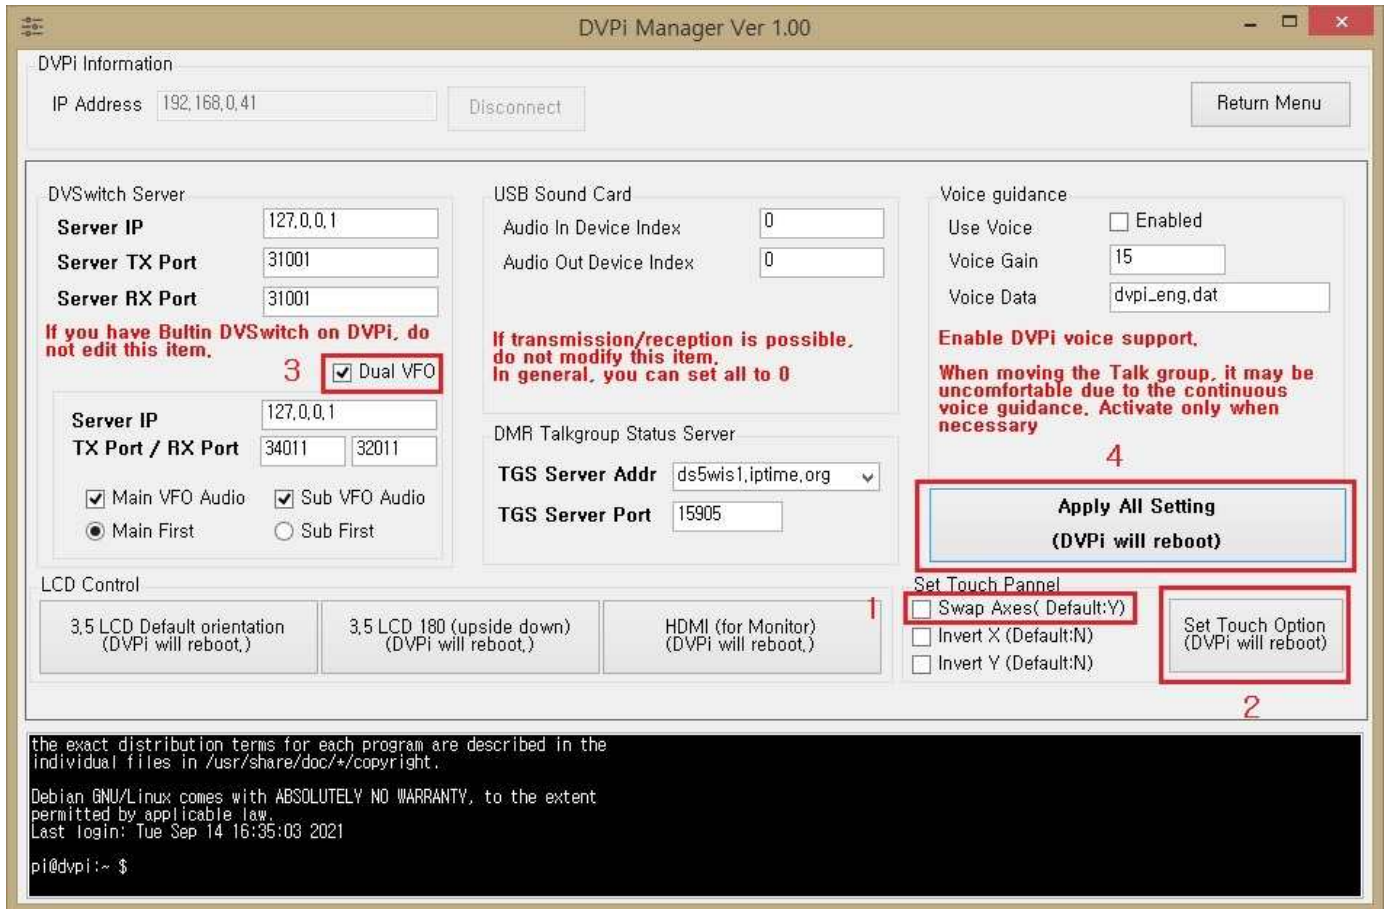 DVPi Manager Ver 1.00
DVPi Information
IP Address 192,168,0,41 Disconnect Return Menu
DVSwitch Server
Server IP 127,0,0,1
Server TX Port 31001
Server RX Port 31001
If you have Bultin DVSwitch on DVPi, do
not edit this item,
3 Dual VFO
Server IP 127,0,0,1
TX Port / RX Port 34011 32011
Main VFO Audio Sub VFO Audio
Main First Sub First
USB Sound Card
Audio In Device Index 0
Audio Out Device Index 0
If transmission/reception is possible,
do not modify this item,
In general, you can set all to 0
DMR Talkgroup Status Server
TGS Server Addr ds5wis1,iptime,org
TGS Server Port 15905
Voice guidance
Use Voice Enabled
Voice Gain 15
Voice Data dvpi_eng,dat
Enable DVPi voice support,
When moving the Talk group, it may be
uncomfortable due to the continuous
voice guidance, Activate only when
necessary
4
Apply All Setting
(DVPi will reboot)
LCD Control
3,5 LCD Default orientation
(DVPi will reboot,)
3,5 LCD 180 (upside down)
(DVPi will reboot,)
HDMI (for Monitor)
(DVPi will reboot,)
Set Touch Pannel
1 Swap Axes( Default:Y)
Invert X (Default:N)
Invert Y (Default:N)
Set Touch Option
(DVPi will reboot)
2
the exact distribution terms for each program are described in the
individual files in /usr/share/doc/*/copyright.
Debian GNU/Linux comes with ABSOLUTELY NO WARRANTY, to the extent
permitted by applicable law.
Last login: Tue Sep 14 16:35:03 2021
pi@dvpi:~ $